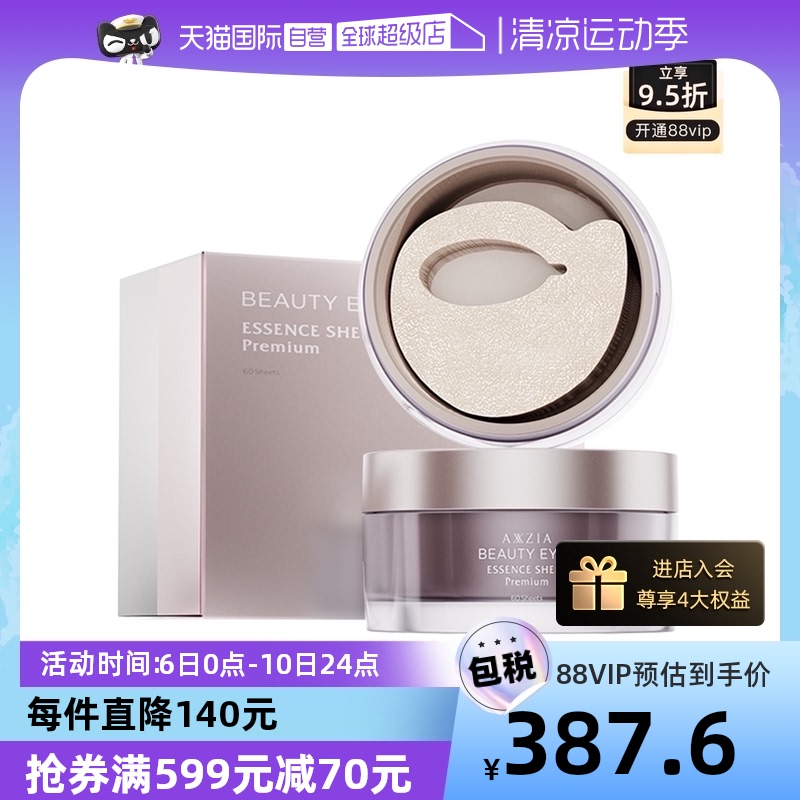 天猫国际 自营 全球超级店 清凉运动季
立享
9.5折
开通88vip
BEAUTY E
ESSENCE SHE
Premium
60 Sheets
AXXZIA
BEAUTY EY
ESSENCE SHE
Premium
60 Sheets
进店入会
尊享4大权益
活动时间:6日0点-10日24点
包税
88VIP预估到手价
每件直降140元
¥387.6
抢券满599元减70元